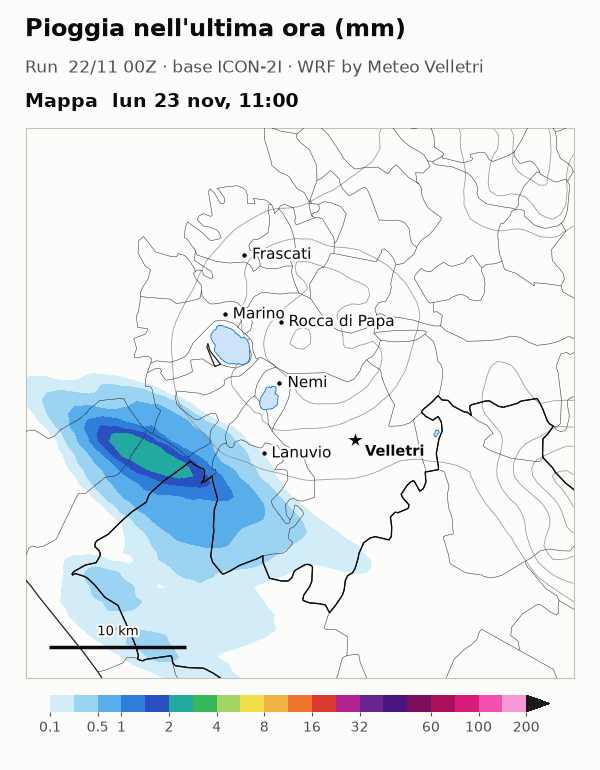 Pioggia nell'ultima ora (mm)
Run  22/11 00Z · base ICON-2I · WRF by Meteo Velletri
Mappa  lun 23 nov, 11:00
Frascati
Marino
Rocca di Papa
Nemi
Velletri
Lanuvio
10 km
0.1 0.5 1 2 4 8 16 32 60 100 200